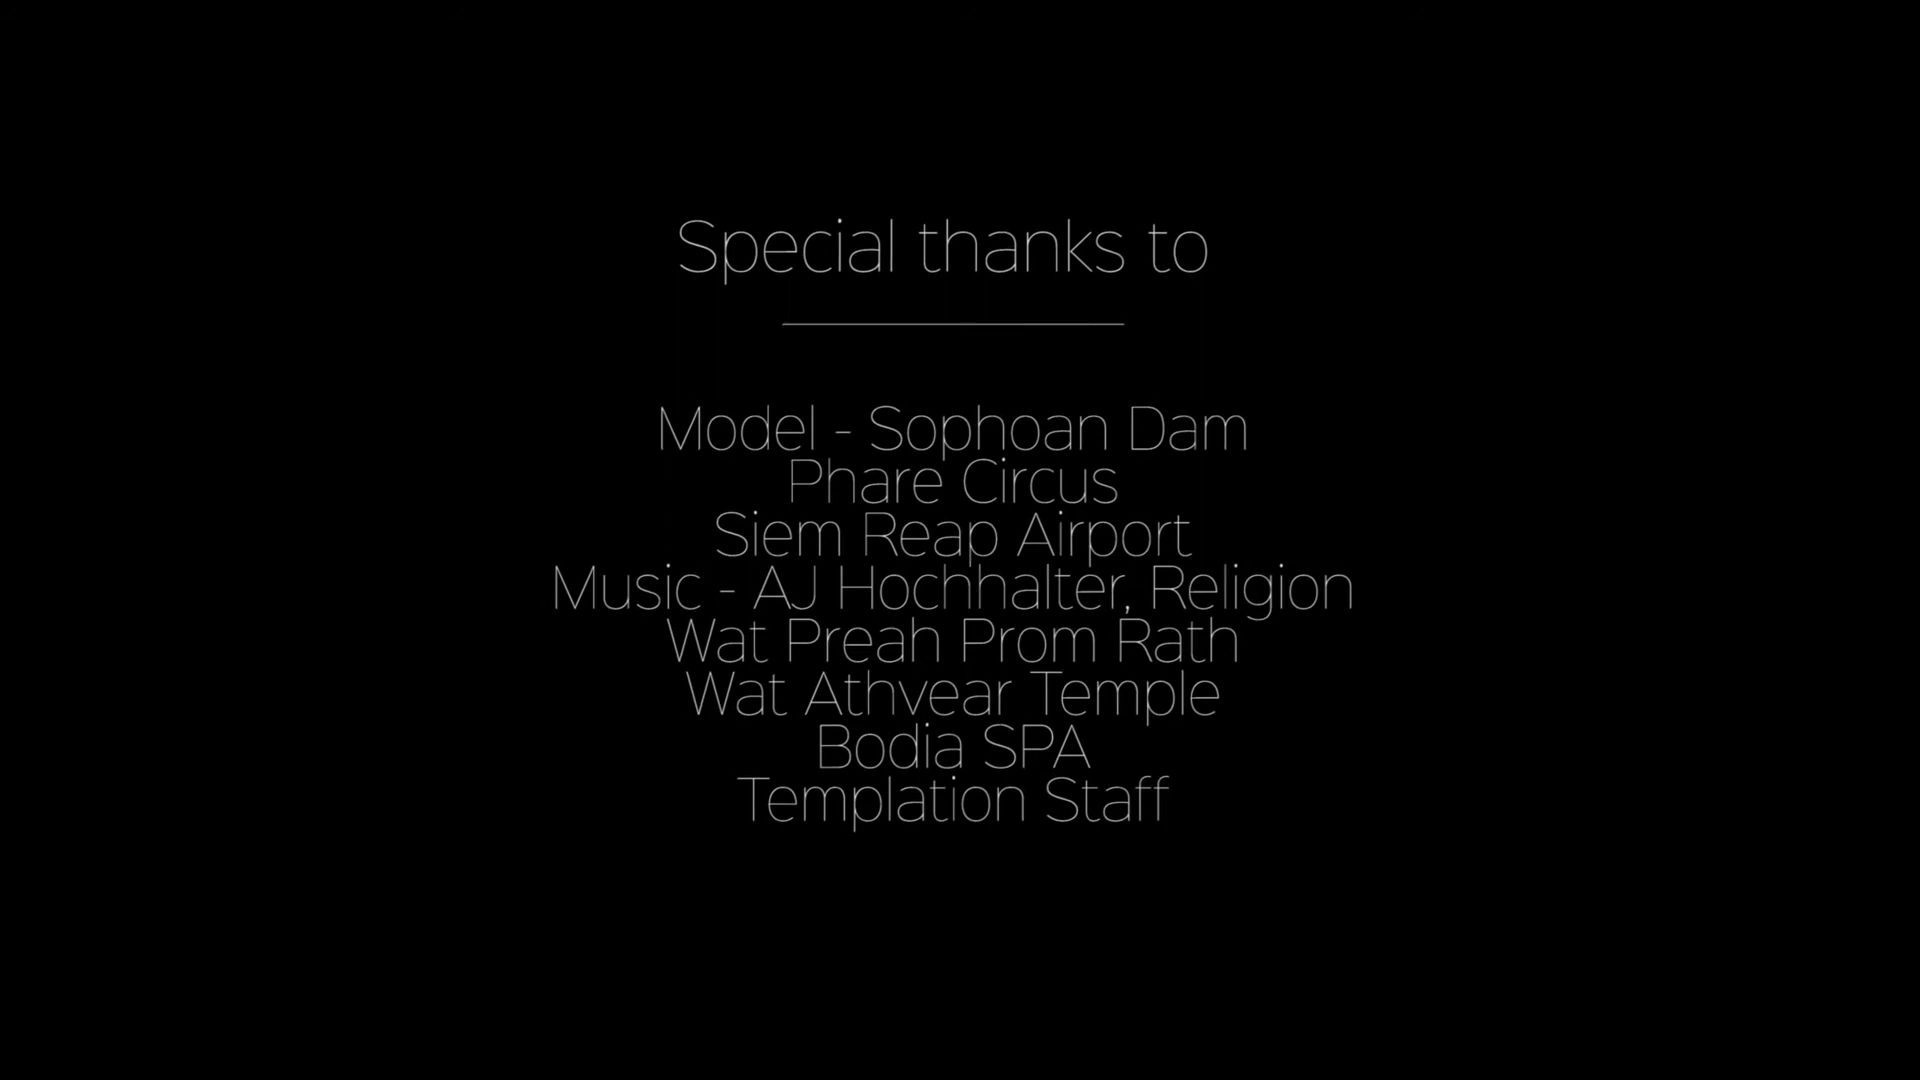 Special thanks to
Model - Sophoan Dam
Phare Circus
Siem Reap Airport
Music - AJ Hochhalter, Religion
Wat Preah Prom Rath
Wat Athvear Temple
Bodia SPA
Templation Staff